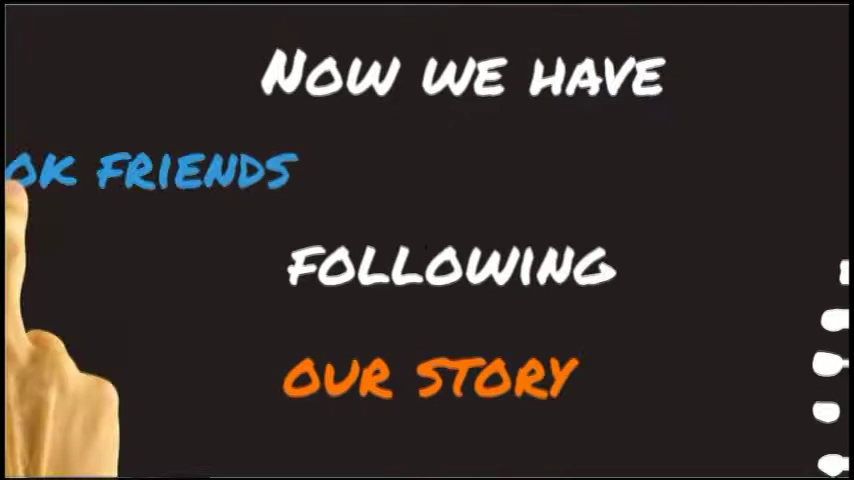 NOW WE HAVE
OK FRIENDS
FOLLOWING
OUR STORY